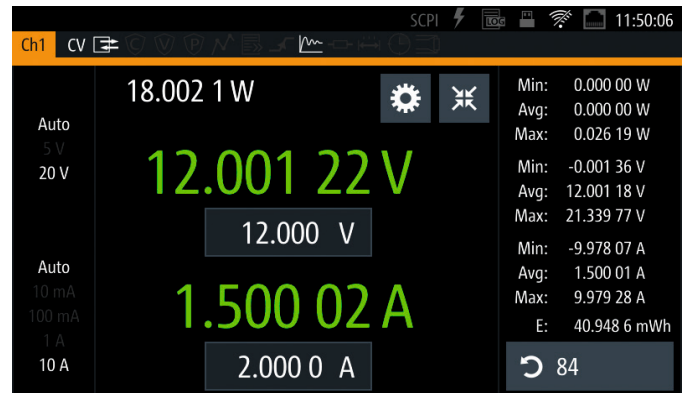 SCPI LOG 11:50:06
Ch1 CV C V P
18.002 1 W
Auto
5 V
20 V
12.001 22 V
12.000 V
Auto
10 mA
100 mA
1 A
10 A
1.500 02 A
2.000 0 A
Min: 0.000 00 W
Avg: 0.000 00 W
Max: 0.026 19 W
Min: -0.001 36 V
Avg: 12.001 18 V
Max: 21.339 77 V
Min: -9.978 07 A
Avg: 1.500 01 A
Max: 9.979 28 A
E: 40.948 6 mWh
84